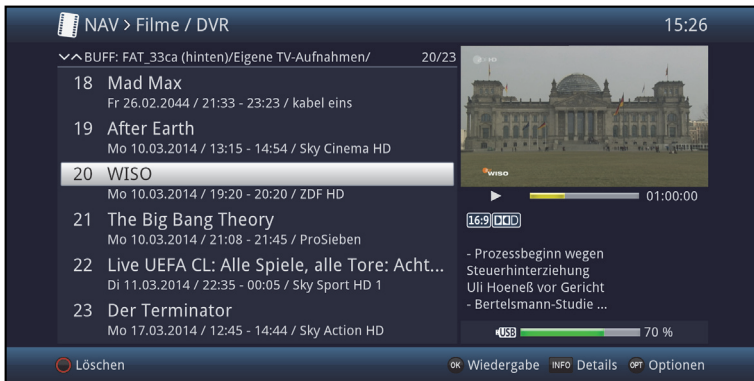 NAV > Filme / DVR
15:26
BUFF: FAT_33ca (hinten)/Eigene TV-Aufnahmen/ 20/23
18 Mad Max
Fr 26.02.2044 / 21:33 - 23:23 / kabel eins
19 After Earth
Mo 10.03.2014 / 13:15 - 14:54 / Sky Cinema HD
20 WISO
Mo 10.03.2014 / 19:20 - 20:20 / ZDF HD
21 The Big Bang Theory
Mo 10.03.2014 / 21:08 - 21:45 / ProSieben
22 Live UEFA CL: Alle Spiele, alle Tore: Acht...
Di 11.03.2014 / 22:35 - 00:05 / Sky Sport HD 1
23 Der Terminator
Mo 17.03.2014 / 12:45 - 14:44 / Sky Action HD
WISO
01:00:00
16:9
- Prozessbeginn wegen
Steuerhinterziehung
Uli Hoeneß vor Gericht
- Bertelsmann-Studie ...
USB 70 %
Löschen
OK Wiedergabe INFO Details OPT Optionen